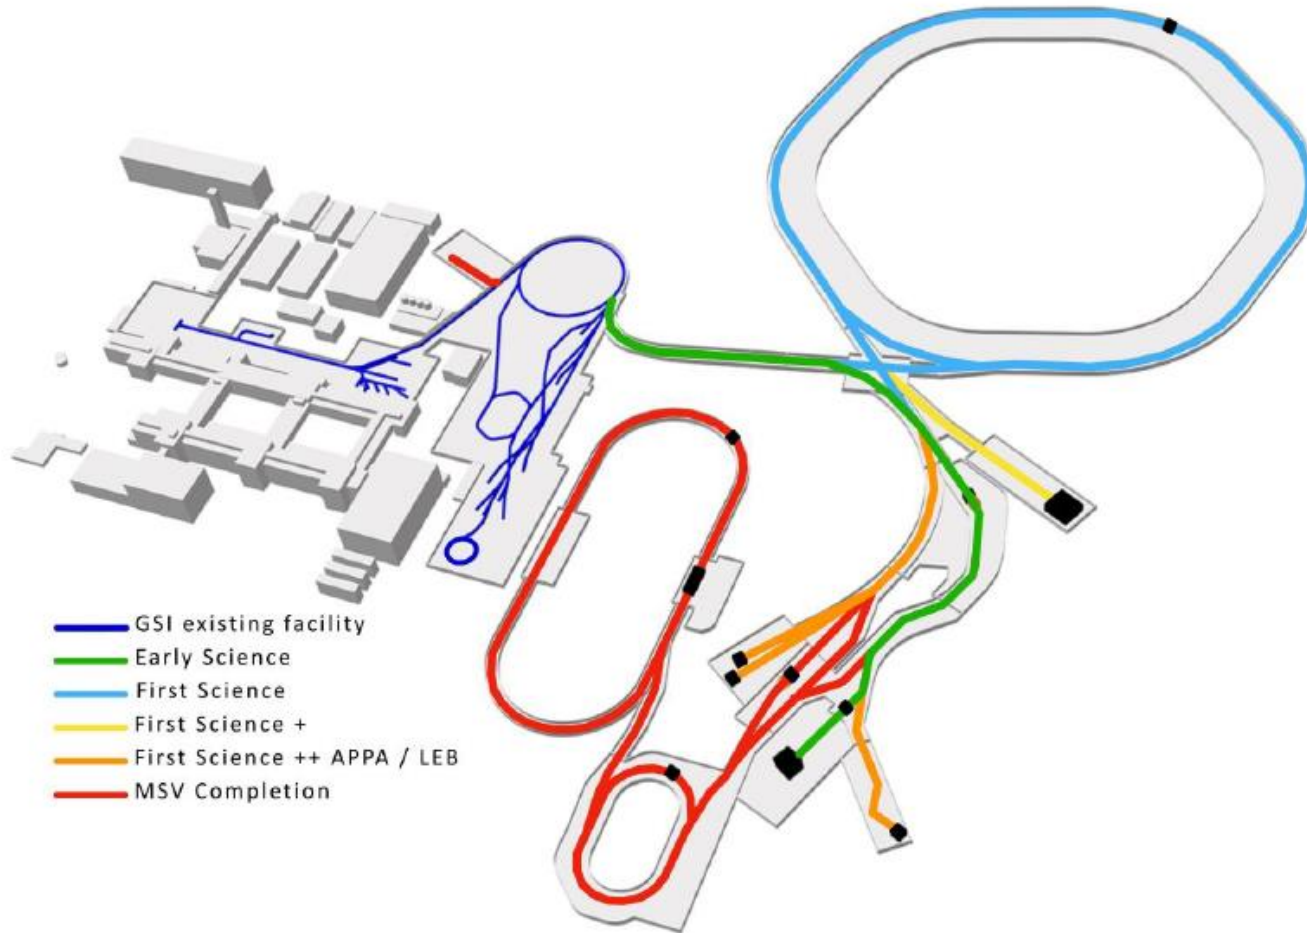 GSI existing facility
Early Science
First Science
First Science +
First Science ++ APPA / LEB
MSV Completion